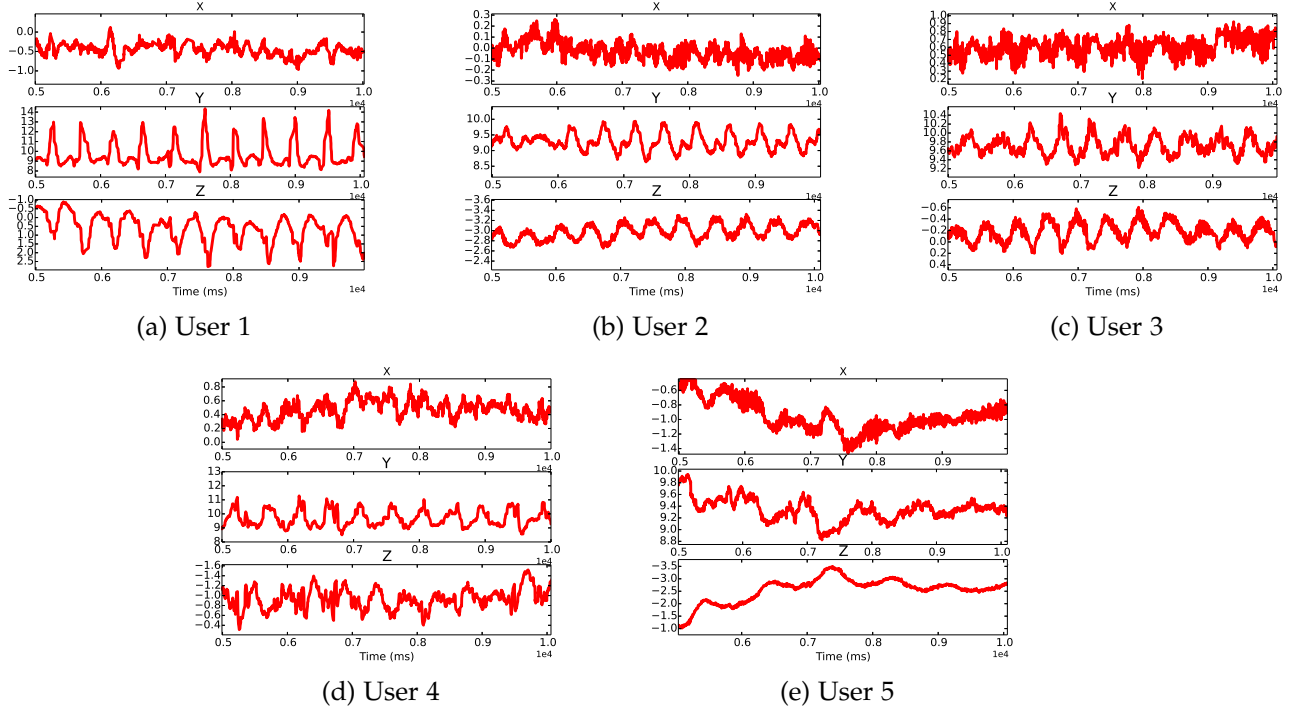 X
0.0
−0.5
−1.0
0.5 0.6 0.7 0.8 0.9 1.0
1e4
Y
14
13
12
11
10
9
8
0.5 0.6 0.7 0.8 0.9 1.0
1e4
Z
−1.0
−0.5
0.0
0.5
1.0
1.5
2.0
2.5
0.5 0.6 0.7 0.8 0.9 1.0
Time (ms) 1e4
(a) User 1
X
0.3
0.2
0.1
0.0
−0.1
−0.2
−0.3
0.5 0.6 0.7 0.8 0.9 1.0
1e4
Y
10.0
9.5
9.0
8.5
0.5 0.6 0.7 0.8 0.9 1.0
1e4
Z
−3.6
−3.4
−3.2
−3.0
−2.8
−2.6
−2.4
0.5 0.6 0.7 0.8 0.9 1.0
Time (ms) 1e4
(b) User 2
X
1.0
0.9
0.8
0.7
0.6
0.5
0.4
0.3
0.2
0.5 0.6 0.7 0.8 0.9 1.0
1e4
Y
10.4
10.2
10.0
9.8
9.6
9.4
9.2
0.5 0.6 0.7 0.8 0.9
1e4
Z
−0.6
−0.4
−0.2
0.0
0.2
0.4
0.5 0.6 0.7 0.8 0.9 1.0
Time (ms) 1e4
(c) User 3
X
0.8
0.6
0.4
0.2
0.0
0.5 0.6 0.7 0.8 0.9 1.0
1e4
Y
13
12
11
10
9
8
0.5 0.6 0.7 0.8 0.9 1.0
1e4
Z
−1.6
−1.4
−1.2
−1.0
−0.8
−0.6
−0.4
0.5 0.6 0.7 0.8 0.9 1.0
Time (ms) 1e4
(d) User 4
X
−0.6
−0.8
−1.0
−1.2
−1.4
0.5 0.6 0.7 0.8 0.9
Y
10.0
9.8
9.6
9.4
9.2
9.0
8.8
0.5 0.6 0.7 0.8 0.9 1.0
Z
−3.5
−3.0
−2.5
−2.0
−1.5
−1.0
0.6 0.7 0.8 0.9 1.0
Time (ms) 1e4
(e) User 5